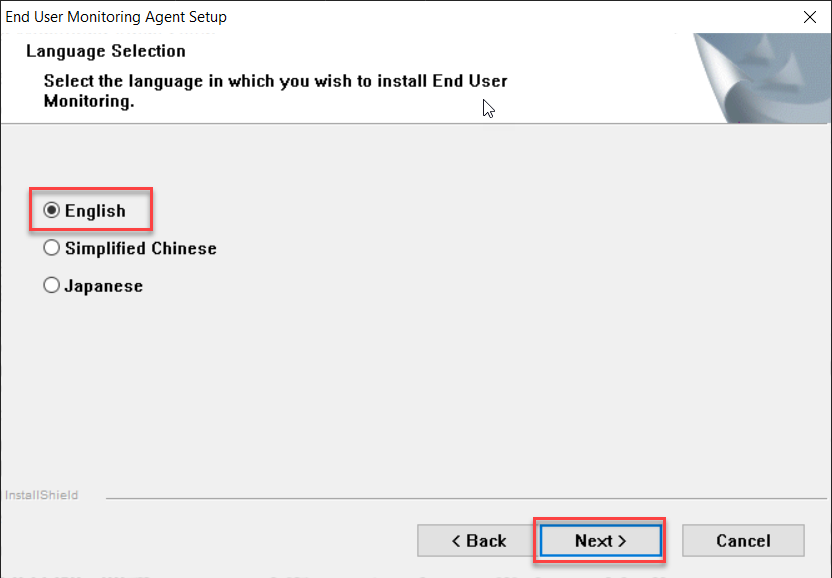 End User Monitoring Agent Setup
Language Selection
Select the language in which you wish to install End User
Monitoring.
English
Simplified Chinese
Japanese
InstallShield
< Back
Next >
Cancel